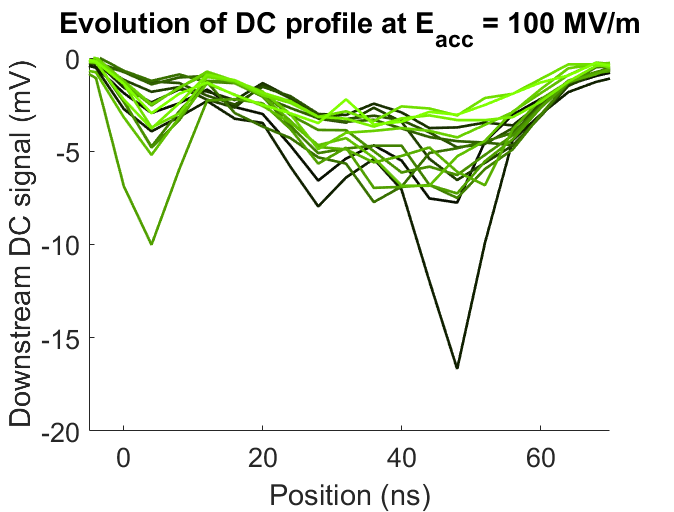 Evolution of DC profile at E_acc = 100 MV/m
Downstream DC signal (mV)
0
-5
-10
-15
-20
0 20 40 60
Position (ns)